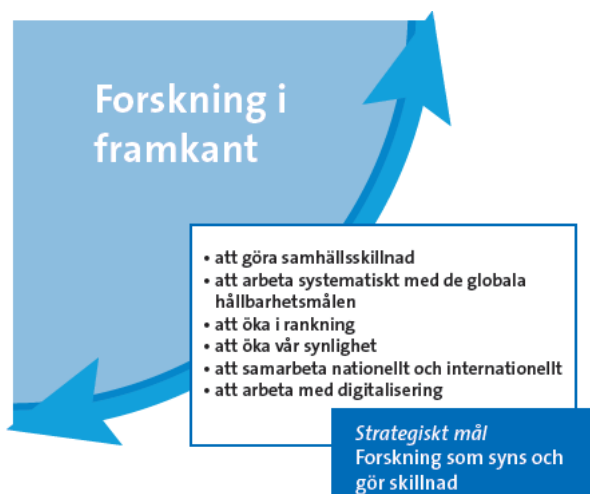 Forskning i
framkant
• att göra samhällsskillnad
• att arbeta systematiskt med de globala
hållbarhetsmålen
• att öka i rankning
• att öka vår synlighet
• att samarbeta nationellt och internationellt
• att arbeta med digitalisering
Strategiskt mål
Forskning som syns och
gör skillnad